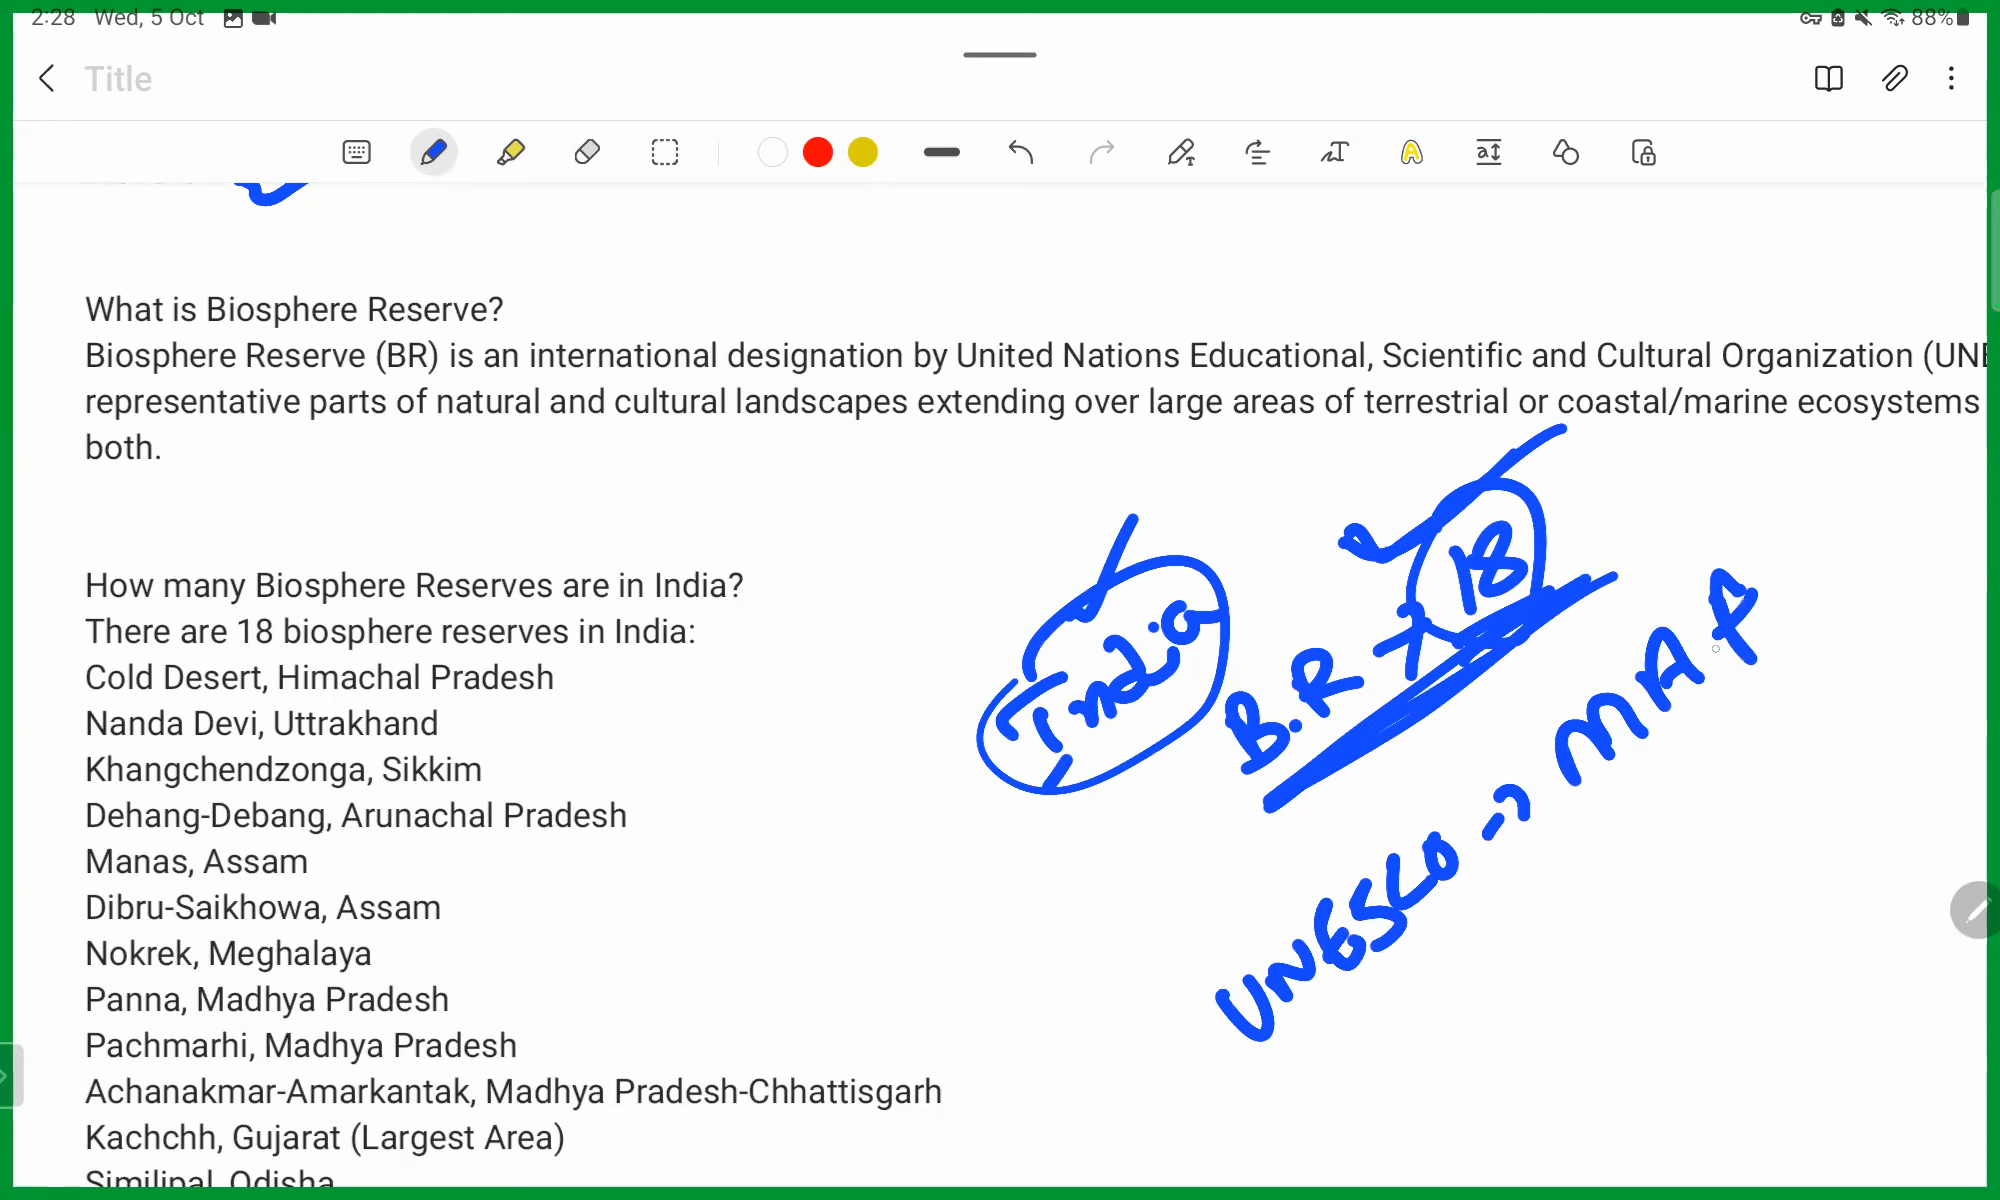 2:28 Wed, 5 Oct 88%
Title
What is Biosphere Reserve?
Biosphere Reserve (BR) is an international designation by United Nations Educational, Scientific and Cultural Organization (UNE
representative parts of natural and cultural landscapes extending over large areas of terrestrial or coastal/marine ecosystems
both.
How many Biosphere Reserves are in India?
There are 18 biosphere reserves in India:
Cold Desert, Himachal Pradesh
Nanda Devi, Uttrakhand
Khangchendzonga, Sikkim
Dehang-Debang, Arunachal Pradesh
Manas, Assam
Dibru-Saikhowa, Assam
Nokrek, Meghalaya
Panna, Madhya Pradesh
Pachmarhi, Madhya Pradesh
Achanakmar-Amarkantak, Madhya Pradesh-Chhattisgarh
Kachchh, Gujarat (Largest Area)
Similipal, Odisha
India
B.R → 18
UNESCO → MAP